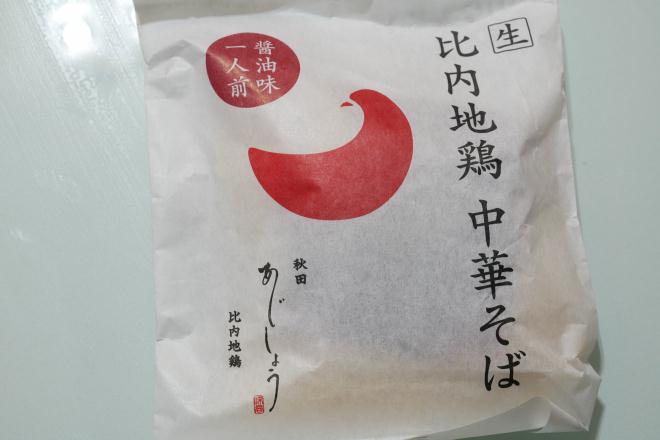 生
比内地鶏 中華そば
醤油味
一人前
秋田
あじしょう
比内地鶏